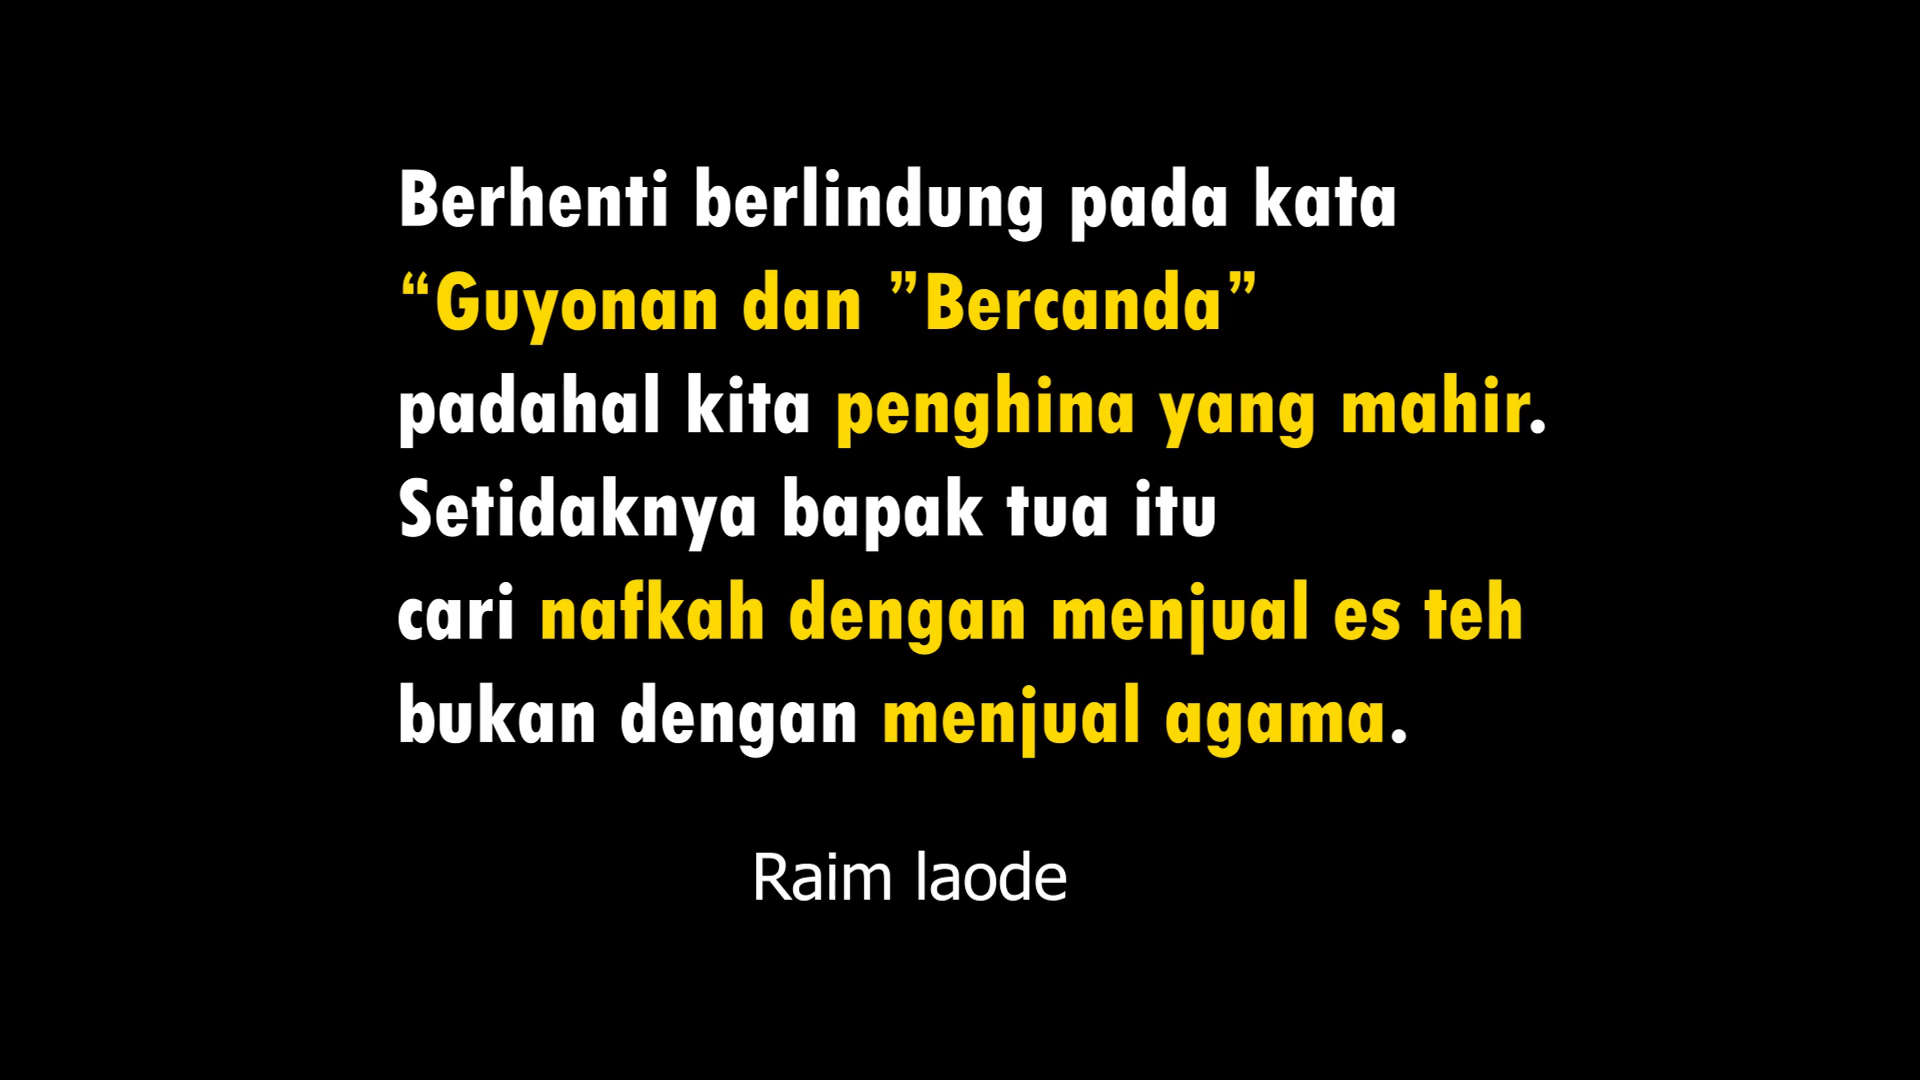 Berhenti berlindung pada kata
“Guyonan dan ”Bercanda”
padahal kita penghina yang mahir.
Setidaknya bapak tua itu
cari nafkah dengan menjual es teh
bukan dengan menjual agama.
Raim laode